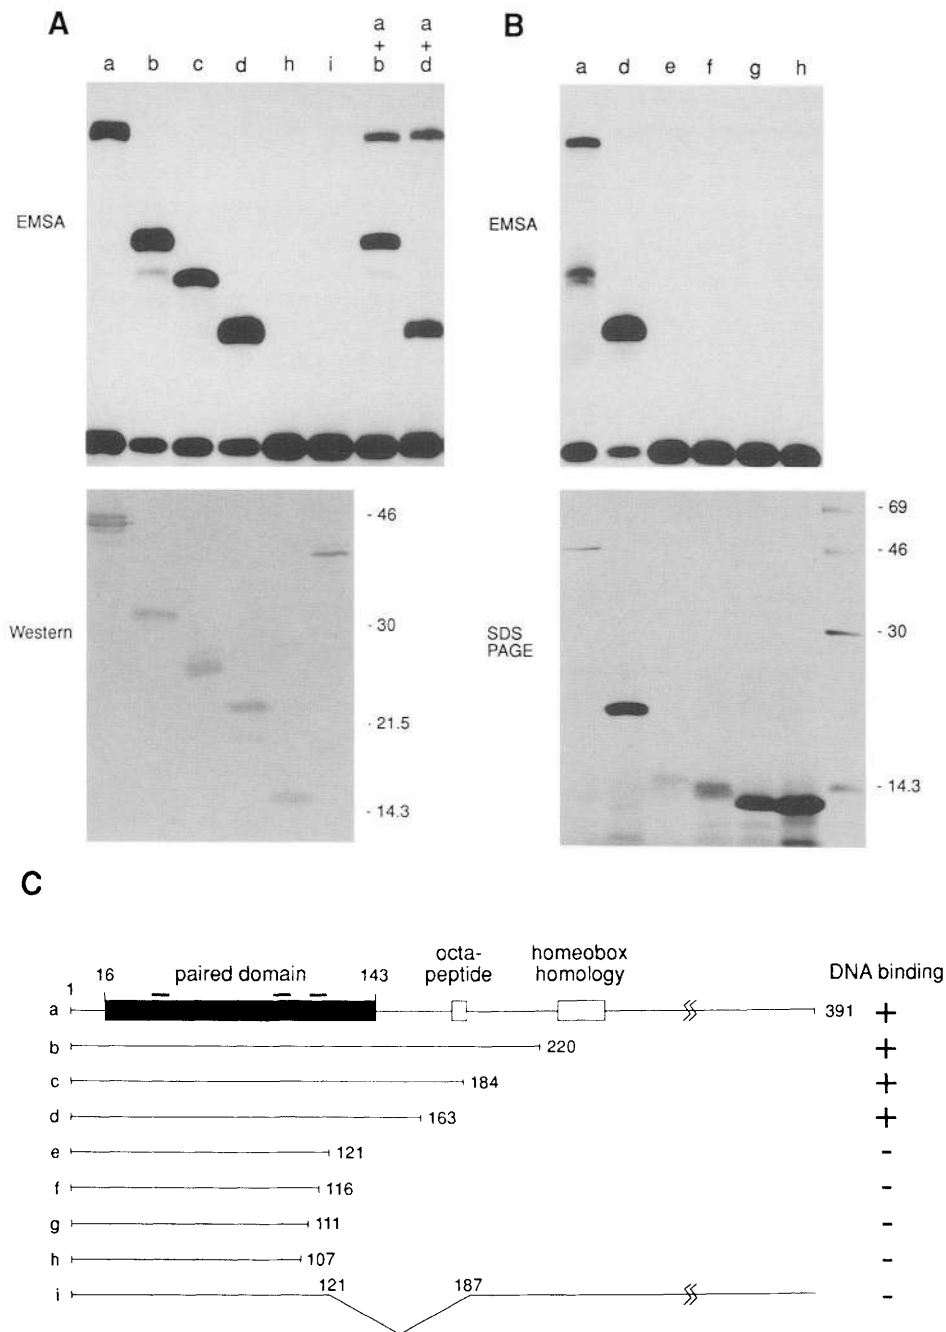 A
a b c d h i a + b a + d
EMSA
Western
- 46
- 30
- 21.5
- 14.3
B
a d e f g h
EMSA
SDS
PAGE
- 69
- 46
- 30
- 14.3
C
octa-
peptide
homeobox
homology
DNA binding
1 16 paired domain 143
a 391 +
b 220 +
c 184 +
d 163 +
e 121 -
f 116 -
g 111 -
h 107 -
i 121 187 -